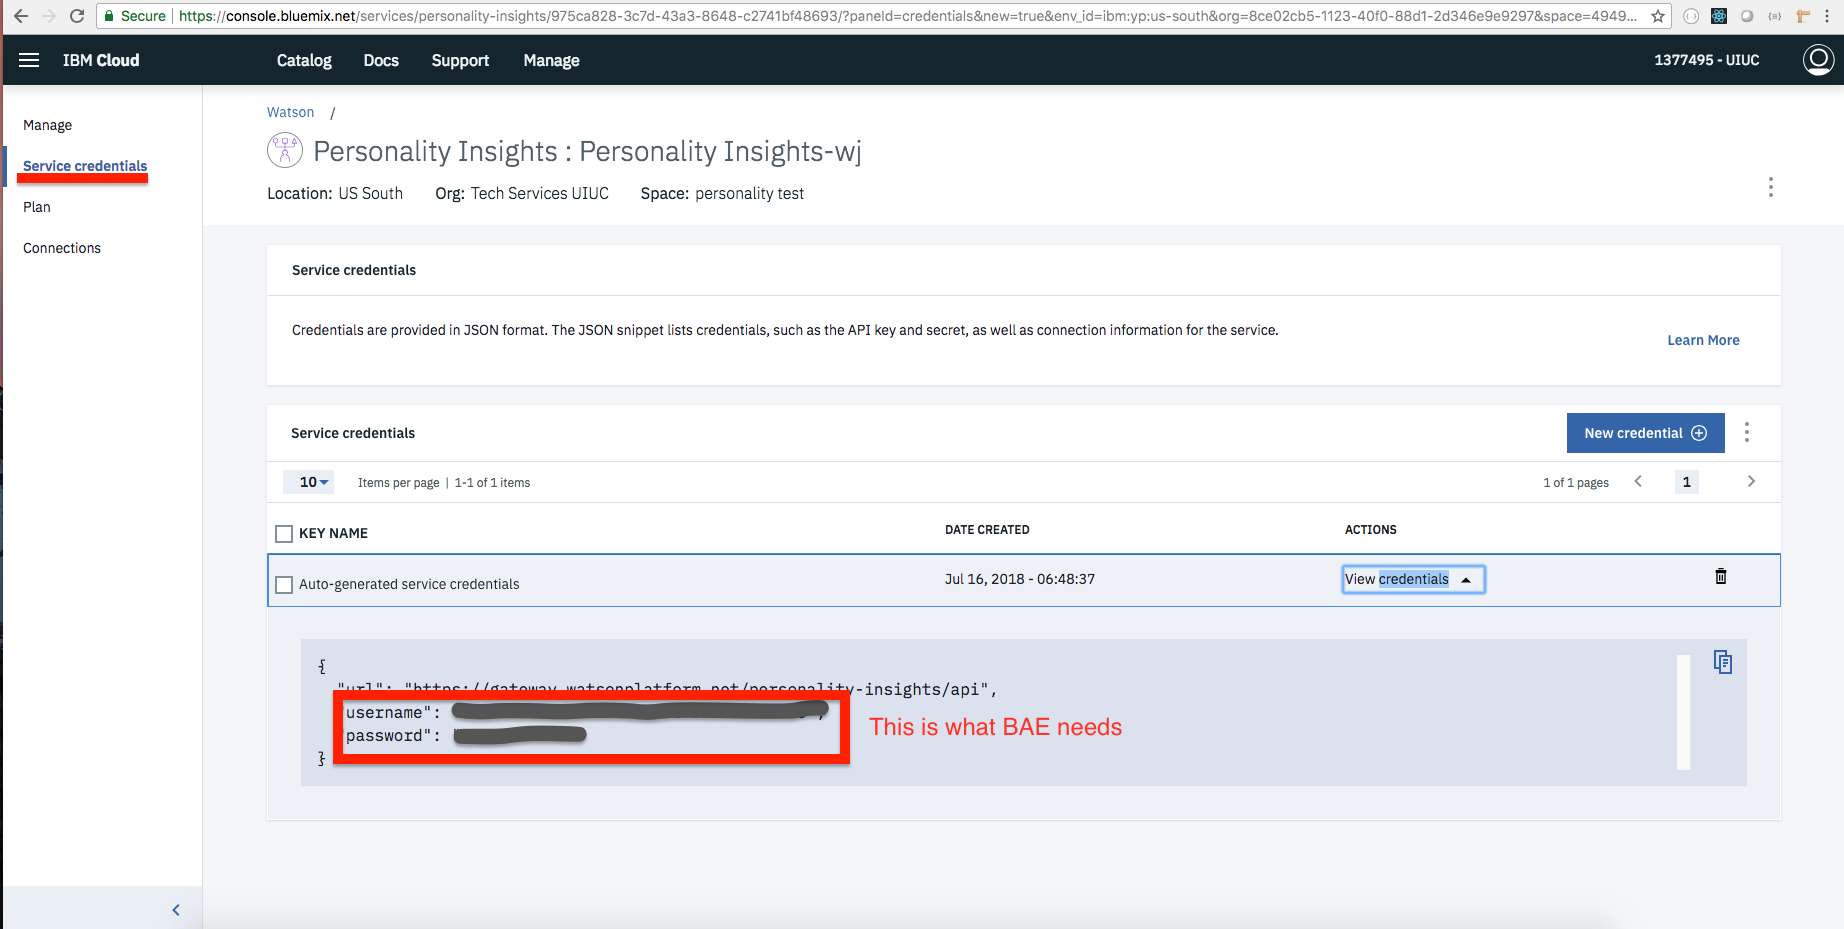 Secure https://console.bluemix.net/services/personality-insights/975ca828-3c7d-43a3-8648-c2741bf48693/?paneId=credentials&new=true&env_id=ibm:yp:us-south&org=8ce02cb5-1123-40f0-88d1-2d346e9e9297&space=4949...
IBM Cloud Catalog Docs Support Manage 1377495 - UIUC
Manage
Service credentials
Plan
Connections
Watson /
Personality Insights : Personality Insights-wj
Location: US South Org: Tech Services UIUC Space: personality test
Service credentials
Credentials are provided in JSON format. The JSON snippet lists credentials, such as the API key and secret, as well as connection information for the service.
Learn More
Service credentials
New credential
10 Items per page | 1-1 of 1 items 1 of 1 pages 1
KEY NAME DATE CREATED ACTIONS
Auto-generated service credentials Jul 16, 2018 - 06:48:37 View credentials
{
"url": "https://gateway.watsonplatform.net/personality-insights/api",
username":
password":
}
This is what BAE needs